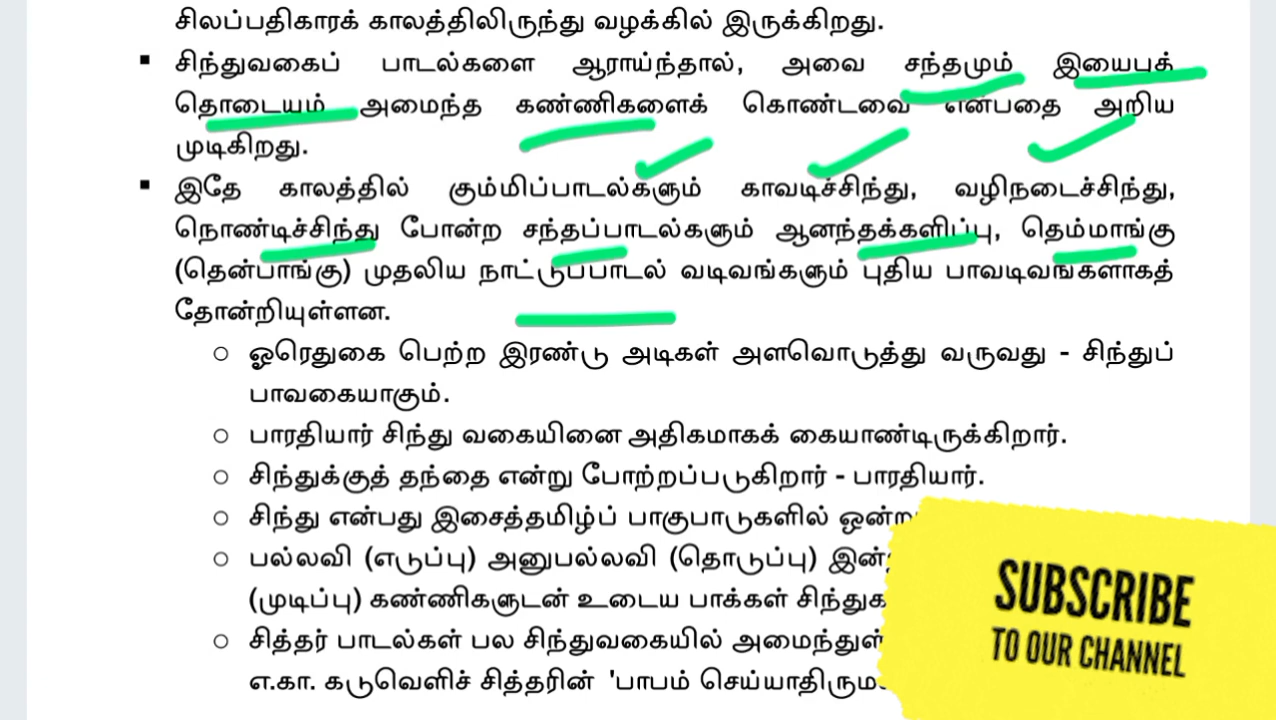 சிலப்பதிகாரக் காலத்திலிருந்து வழக்கில் இருக்கிறது.
▪ சிந்துவகைப் பாடல்களை ஆராய்ந்தால், அவை சந்தமும் இயைபுத்
தொடையும் அமைந்த கண்ணிகளைக் கொண்டவை என்பதை அறிய
முடிகிறது.
▪ இதே காலத்தில் கும்மிப்பாடல்களும் காவடிச்சிந்து, வழிநடைச்சிந்து,
நொண்டிச்சிந்து போன்ற சந்தப்பாடல்களும் ஆனந்தக்களிப்பு, தெம்மாங்கு
(தென்பாங்கு) முதலிய நாட்டுப்பாடல் வடிவங்களும் புதிய பாவடிவங்களாகத்
தோன்றியுள்ளன.
○ ஓரெதுகை பெற்ற இரண்டு அடிகள் அளவொடுத்து வருவது - சிந்துப்
பாவகையாகும்.
○ பாரதியார் சிந்து வகையினை அதிகமாகக் கையாண்டிருக்கிறார்.
○ சிந்துக்குத் தந்தை என்று போற்றப்படுகிறார் - பாரதியார்.
○ சிந்து என்பது இசைத்தமிழ்ப் பாகுபாடுகளில்
○ பல்லவி (எடுப்பு) அனுபல்லவி (தொடுப்பு)
(முடிப்பு) கண்ணிகளுடன் உடைய பாக்கள்
○ சித்தர் பாடல்கள் பல சிந்துவகையில்
எ.கா. கடுவெளிச் சித்தரின் 'பாபம்
SUBSCRIBE
TO OUR CHANNEL